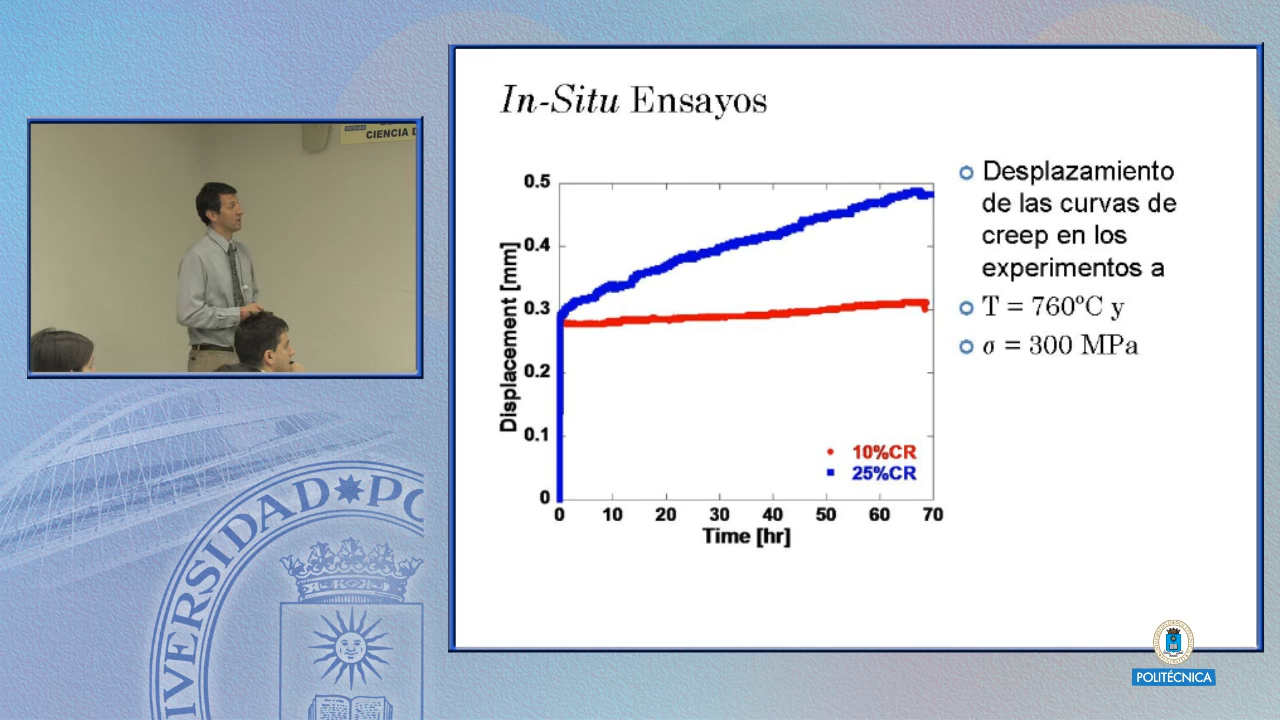 CIENCIA D
In-Situ Ensayos
Desplazamiento
de las curvas de
creep en los
experimentos a
T = 760ºC y
σ = 300 MPa
Displacement [mm]
0.5
0.4
0.3
0.2
0.1
0
0 10 20 30 40 50 60 70
Time [hr]
10%CR
25%CR
IVERSIDAD PO
POLITÉCNICA